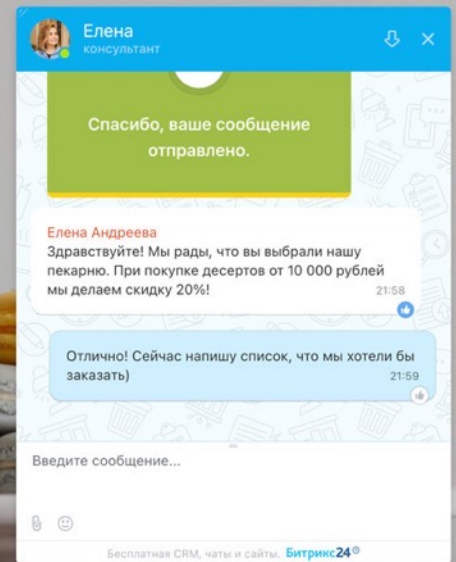 Елена
консультант
Спасибо, ваше сообщение
отправлено.
Елена Андреева
Здравствуйте! Мы рады, что вы выбрали нашу
пекарню. При покупке десертов от 10 000 рублей
мы делаем скидку 20%!
21:58
Отлично! Сейчас напишу список, что мы хотели бы
заказать)
21:59
Введите сообщение...
Бесплатная CRM, чаты и сайты. Битрикс24